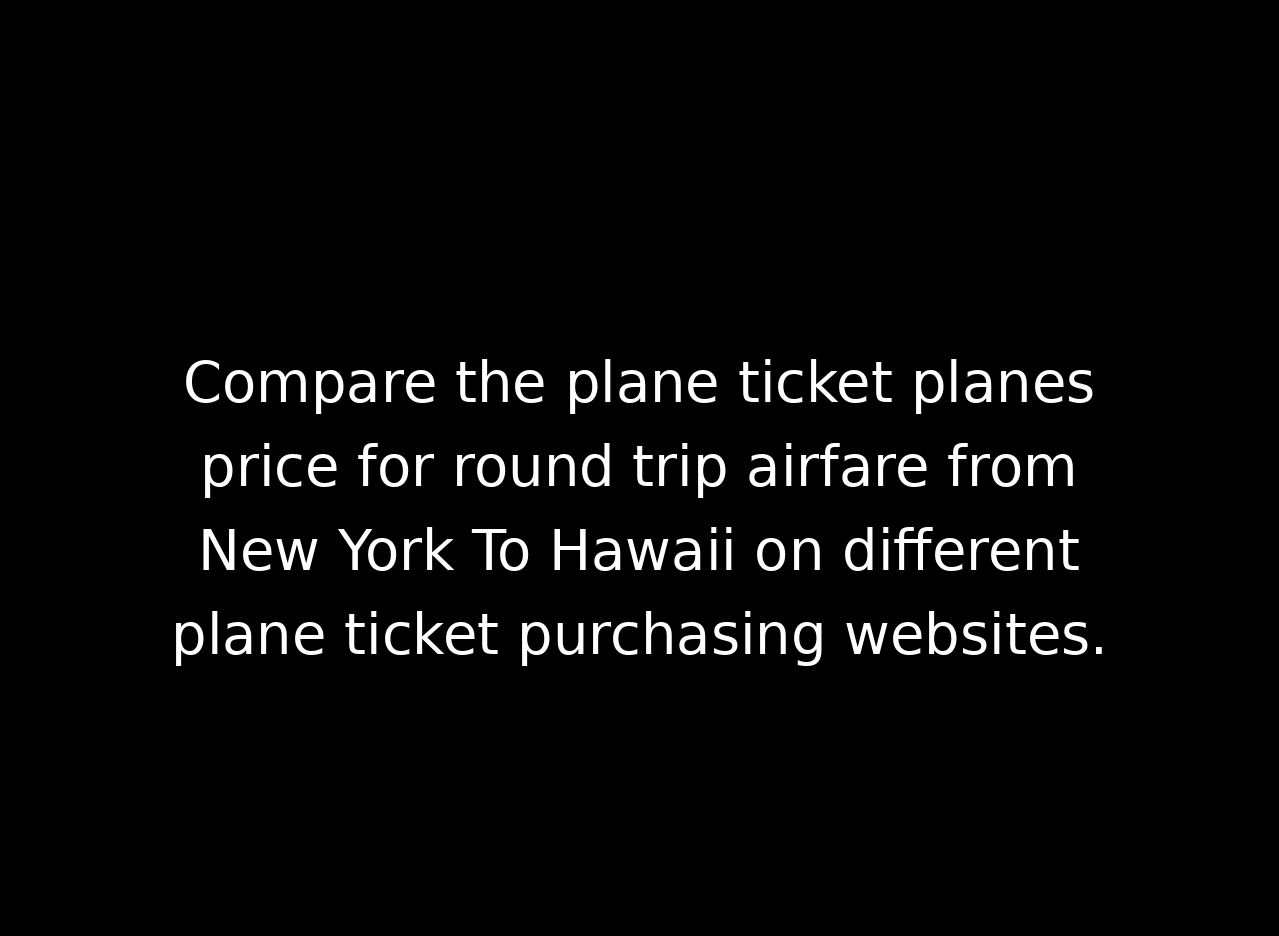 Compare the plane ticket planes
price for round trip airfare from
New York To Hawaii on different
plane ticket purchasing websites.